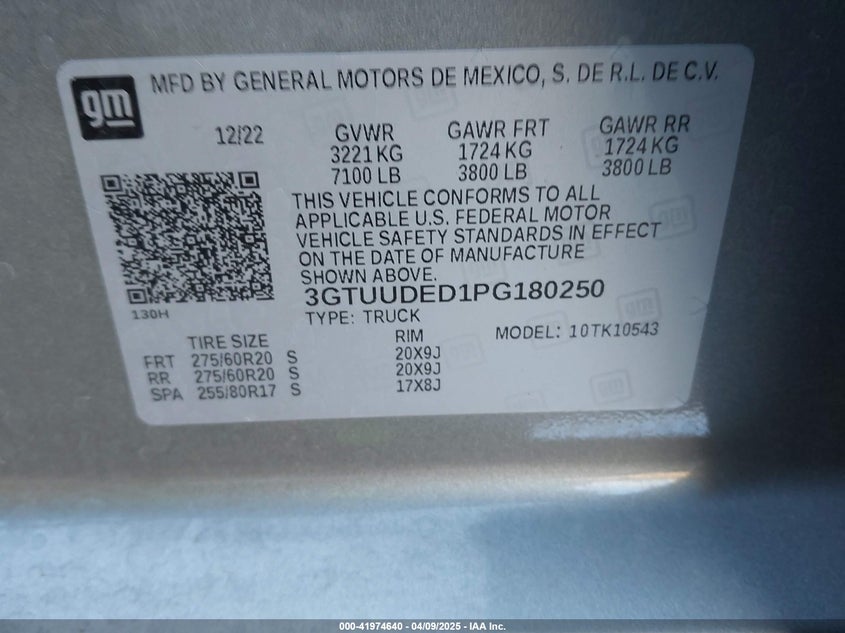 gm
MFD BY GENERAL MOTORS DE MEXICO, S. DE R.L. DE C.V.
12/22 GVWR GAWR FRT GAWR RR
3221 KG 1724 KG 1724 KG
7100 LB 3800 LB 3800 LB
THIS VEHICLE CONFORMS TO ALL
APPLICABLE U.S. FEDERAL MOTOR
VEHICLE SAFETY STANDARDS IN EFFECT
ON THE DATE OF MANUFACTURE
SHOWN ABOVE.
3GTUUDED1PG180250
130H
TYPE: TRUCK
TIRE SIZE RIM MODEL: 10TK10543
FRT 275/60R20 S 20X9J
RR 275/60R20 S 20X9J
SPA 255/80R17 S 17X8J
000-41974640 - 04/09/2025 - IAA Inc.